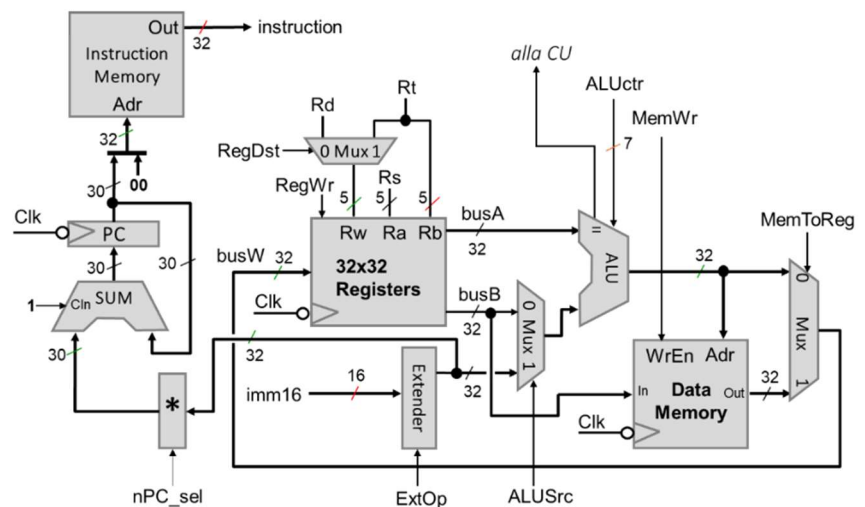 Out
32
instruction
Instruction
Memory
Adr
32
30
00
Clk
PC
30
30
1
CIn
SUM
30
*
nPC_sel
alla CU
ALUctr
MemWr
7
Rd
Rt
RegDst
0 Mux 1
RegWr
Rs
5
5
5
Rw Ra Rb
busA
32
=
ALU
MemToReg
busW
32
32x32
Registers
Clk
busB
32
0 Mux 1
32
0 Mux 1
WrEn Adr
In
Data
Memory
Out
32
Clk
32
imm16
16
Extender
32
ExtOp
ALUSrc